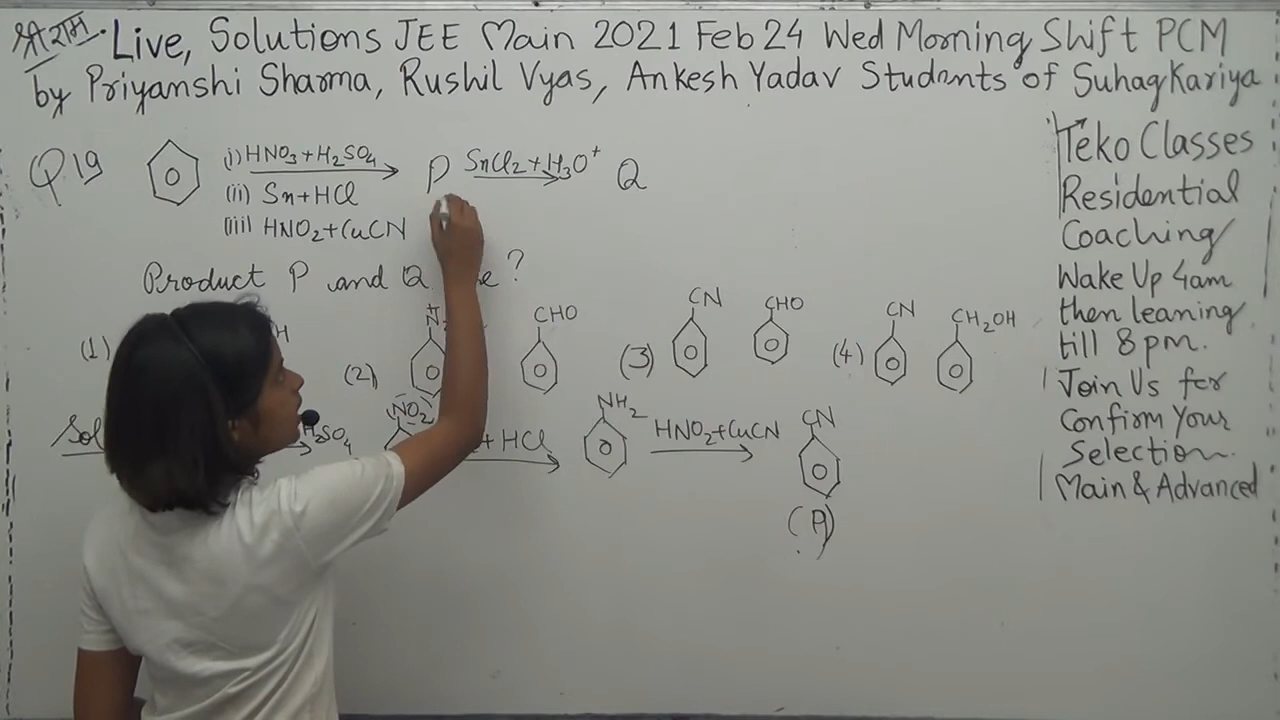 श्री राम. Live, Solutions JEE Main 2021 Feb 24 Wed Morning Shift PCM
by Priyanshi Sharma, Rushil Vyas, Ankesh Yadav Students of Suhag Kariya
Q19 (i) HNO3 + H2SO4 P SnCl2 + H3O+ Q
(ii) Sn + HCl
(iii) HNO2 + CuCN
Product P and Q ?
(1) (2) CHO (3) CN CHO (4) CN CH2OH
Sol H2SO4 NO2 + HCl NH2 HNO2 + CuCN CN
(P)
Teko Classes
Residential
Coaching
Wake Up 4am
then leaning
till 8 pm.
Join Us for
Confirm Your
Selection.
Main & Advanced